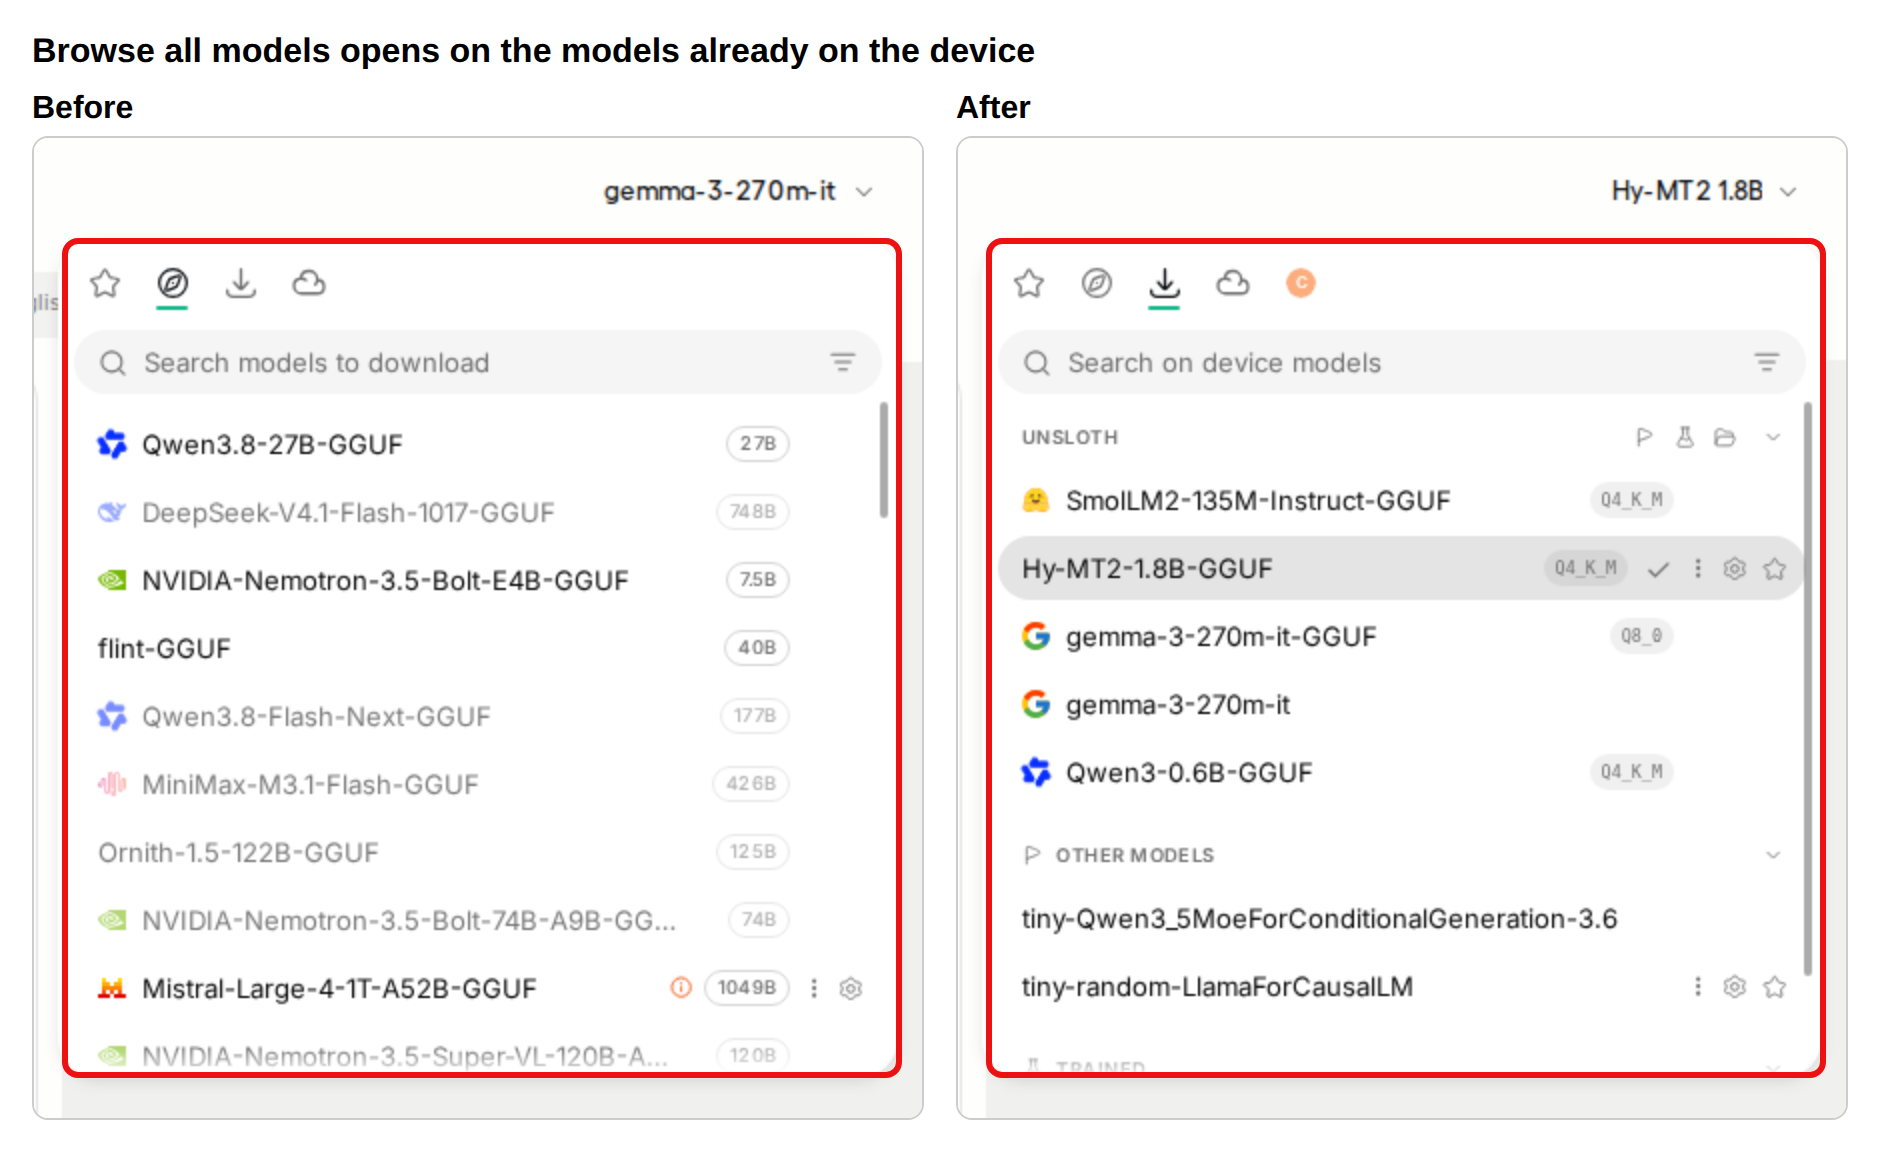 Browse all models opens on the models already on the device
Before
gemma-3-270m-it
glis
Search models to download
Qwen3.8-27B-GGUF 27B
DeepSeek-V4.1-Flash-1017-GGUF 748B
NVIDIA-Nemotron-3.5-Bolt-E4B-GGUF 7.5B
flint-GGUF 40B
Qwen3.8-Flash-Next-GGUF 177B
MiniMax-M3.1-Flash-GGUF 426B
Ornith-1.5-122B-GGUF 125B
NVIDIA-Nemotron-3.5-Bolt-74B-A9B-GG... 74B
Mistral-Large-4-1T-A52B-GGUF 1049B
NVIDIA-Nemotron-3.5-Super-VL-120B-A... 120B
After
Hy-MT2 1.8B
C
Search on device models
UNSLOTH
SmolLM2-135M-Instruct-GGUF Q4_K_M
Hy-MT2-1.8B-GGUF Q4_K_M
gemma-3-270m-it-GGUF Q8_0
gemma-3-270m-it
Qwen3-0.6B-GGUF Q4_K_M
OTHER MODELS
tiny-Qwen3_5MoeForConditionalGeneration-3.6
tiny-random-LlamaForCausalLM
TRAINED